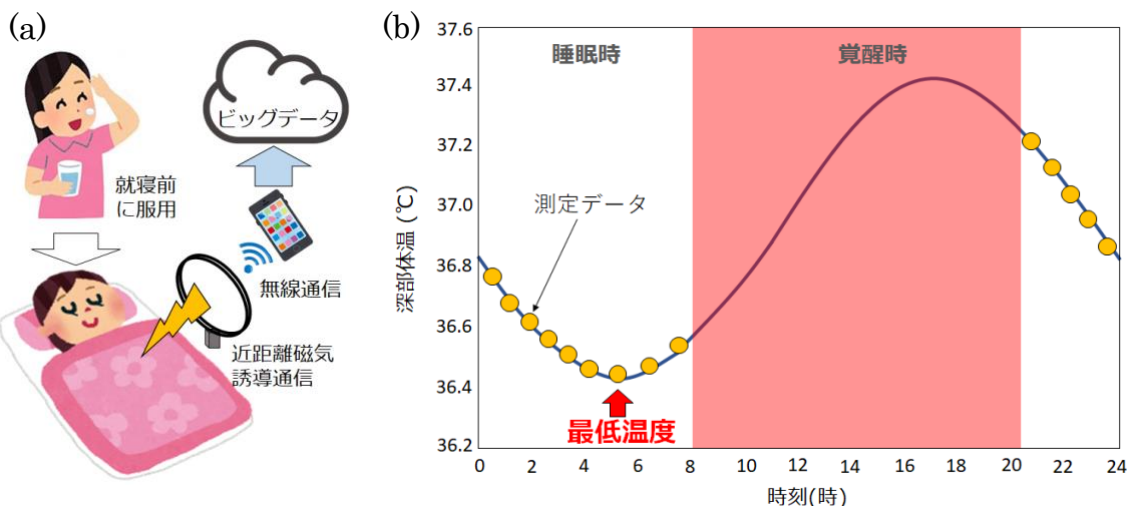 (a)
ビッグデータ
就寝前
に服用
無線通信
近距離磁気
誘導通信
(b)
深部体温 (℃)
37.6
37.4
37.2
37.0
36.8
36.6
36.4
36.2
睡眠時
覚醒時
測定データ
最低温度
0 2 4 6 8 10 12 14 16 18 20 22 24
時刻(時)